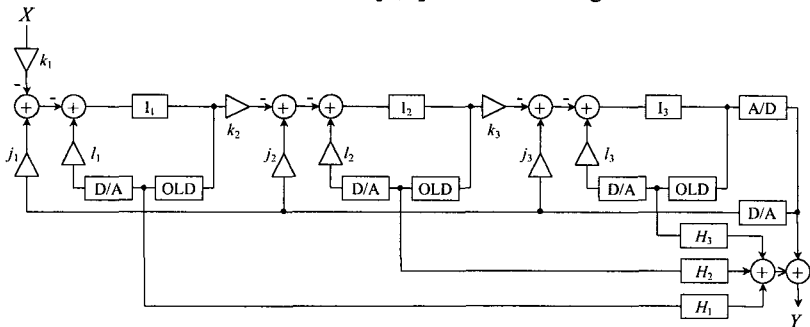 X
k1
I1
k2
I2
k3
I3
A/D
j1
l1
j2
l2
j3
l3
D/A
OLD
D/A
OLD
D/A
OLD
D/A
H3
H2
H1
Y